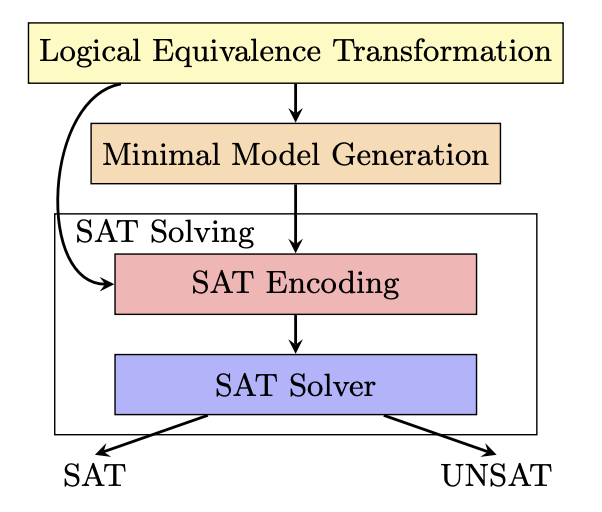 Logical Equivalence Transformation
Minimal Model Generation
SAT Solving
SAT Encoding
SAT Solver
SAT
UNSAT